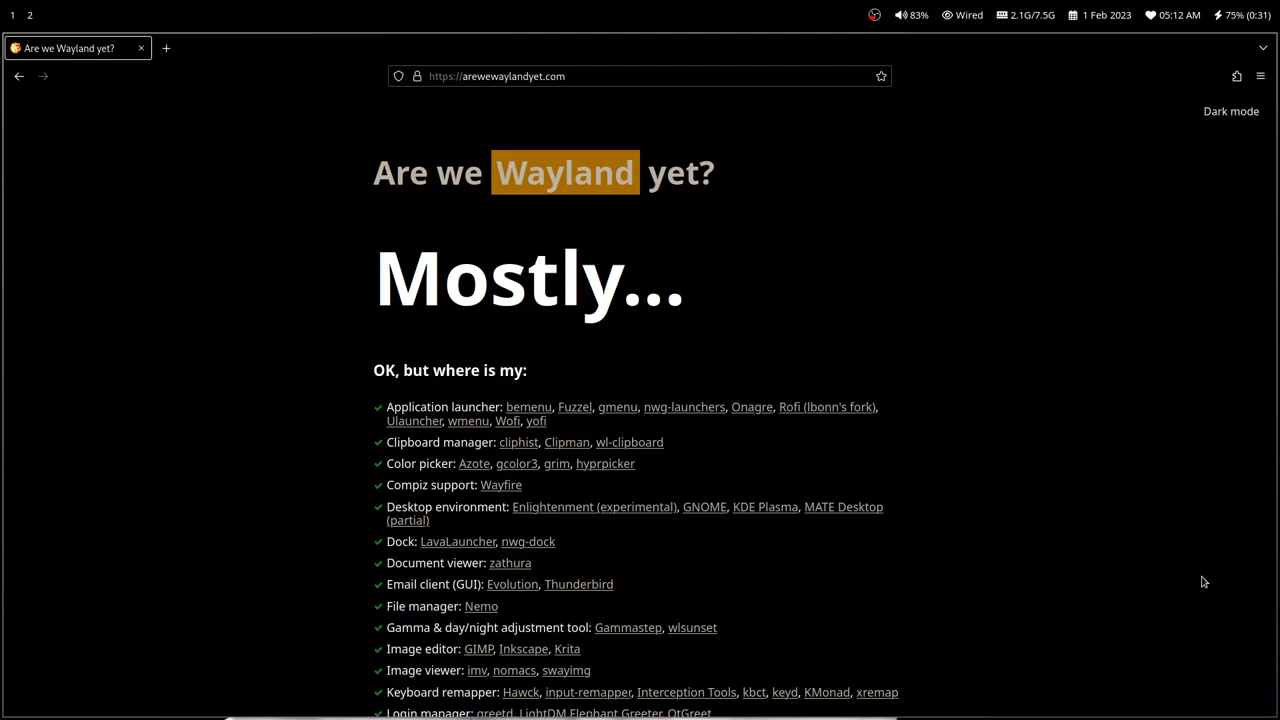 1 2 83% Wired 2.1G/7.5G 1 Feb 2023 05:12 AM 75% (0:31)
Are we Wayland yet?
https://arewewaylandyet.com
Dark mode
Are we Wayland yet?
Mostly...
OK, but where is my:
Application launcher: bemenu, Fuzzel, gmenu, nwg-launchers, Onagre, Rofi (lbonn's fork),
Ulauncher, wmenu, Wofi, yofi
Clipboard manager: cliphist, Clipman, wl-clipboard
Color picker: Azote, gcolor3, grim, hyprpicker
Compiz support: Wayfire
Desktop environment: Enlightenment (experimental), GNOME, KDE Plasma, MATE Desktop
(partial)
Dock: LavaLauncher, nwg-dock
Document viewer: zathura
Email client (GUI): Evolution, Thunderbird
File manager: Nemo
Gamma & day/night adjustment tool: Gammastep, wlsunset
Image editor: GIMP, Inkscape, Krita
Image viewer: imv, nomacs, swayimg
Keyboard remapper: Hawck, input-remapper, Interception Tools, kbct, keyd, KMonad, xremap
Login manager: greetd, LightDM Elephant Greeter, QtGreet